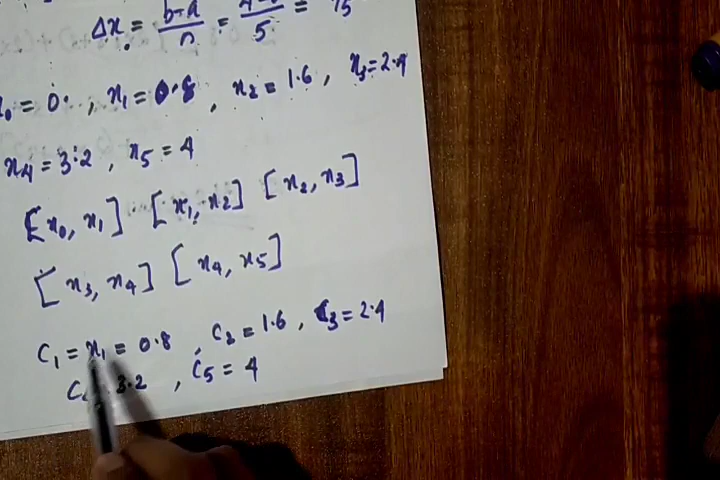 Δx = b-a/n = 4-0/5 = 4/5
x₀ = 0. , x₁ = 0.8 , x₂ = 1.6 , x₃ = 2.4
x₄ = 3.2 , x₅ = 4
[x₀, x₁] [x₁, x₂] [x₂, x₃]
[x₃, x₄] [x₄, x₅]
C₁ = x₁ = 0.8 , C₂ = 1.6 , C₃ = 2.4
3.2 , C₅ = 4